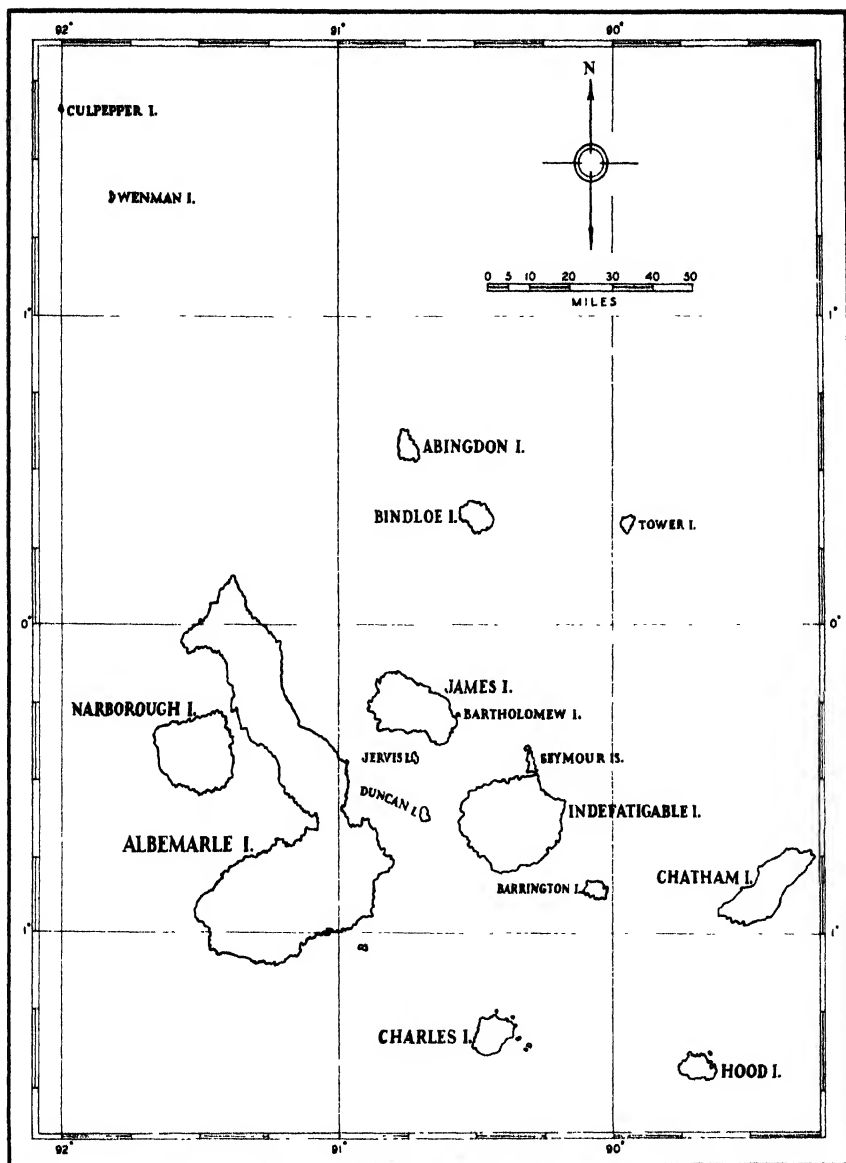 92° 91° 90°
N
CULPEPPER I.
WENMAN I.
0 5 10 20 30 40 50
MILES
1° 1°
ABINGDON I.
BINDLOE I.
TOWER I.
0° 0°
JAMES I.
NARBOROUGH I.
BARTHOLOMEW I.
JERVIS I.
SEYMOUR IS.
DUNCAN I.
INDEFATIGABLE I.
ALBEMARLE I.
CHATHAM I.
BARRINGTON I.
1° 1°
CHARLES I.
HOOD I.
92° 91° 90°